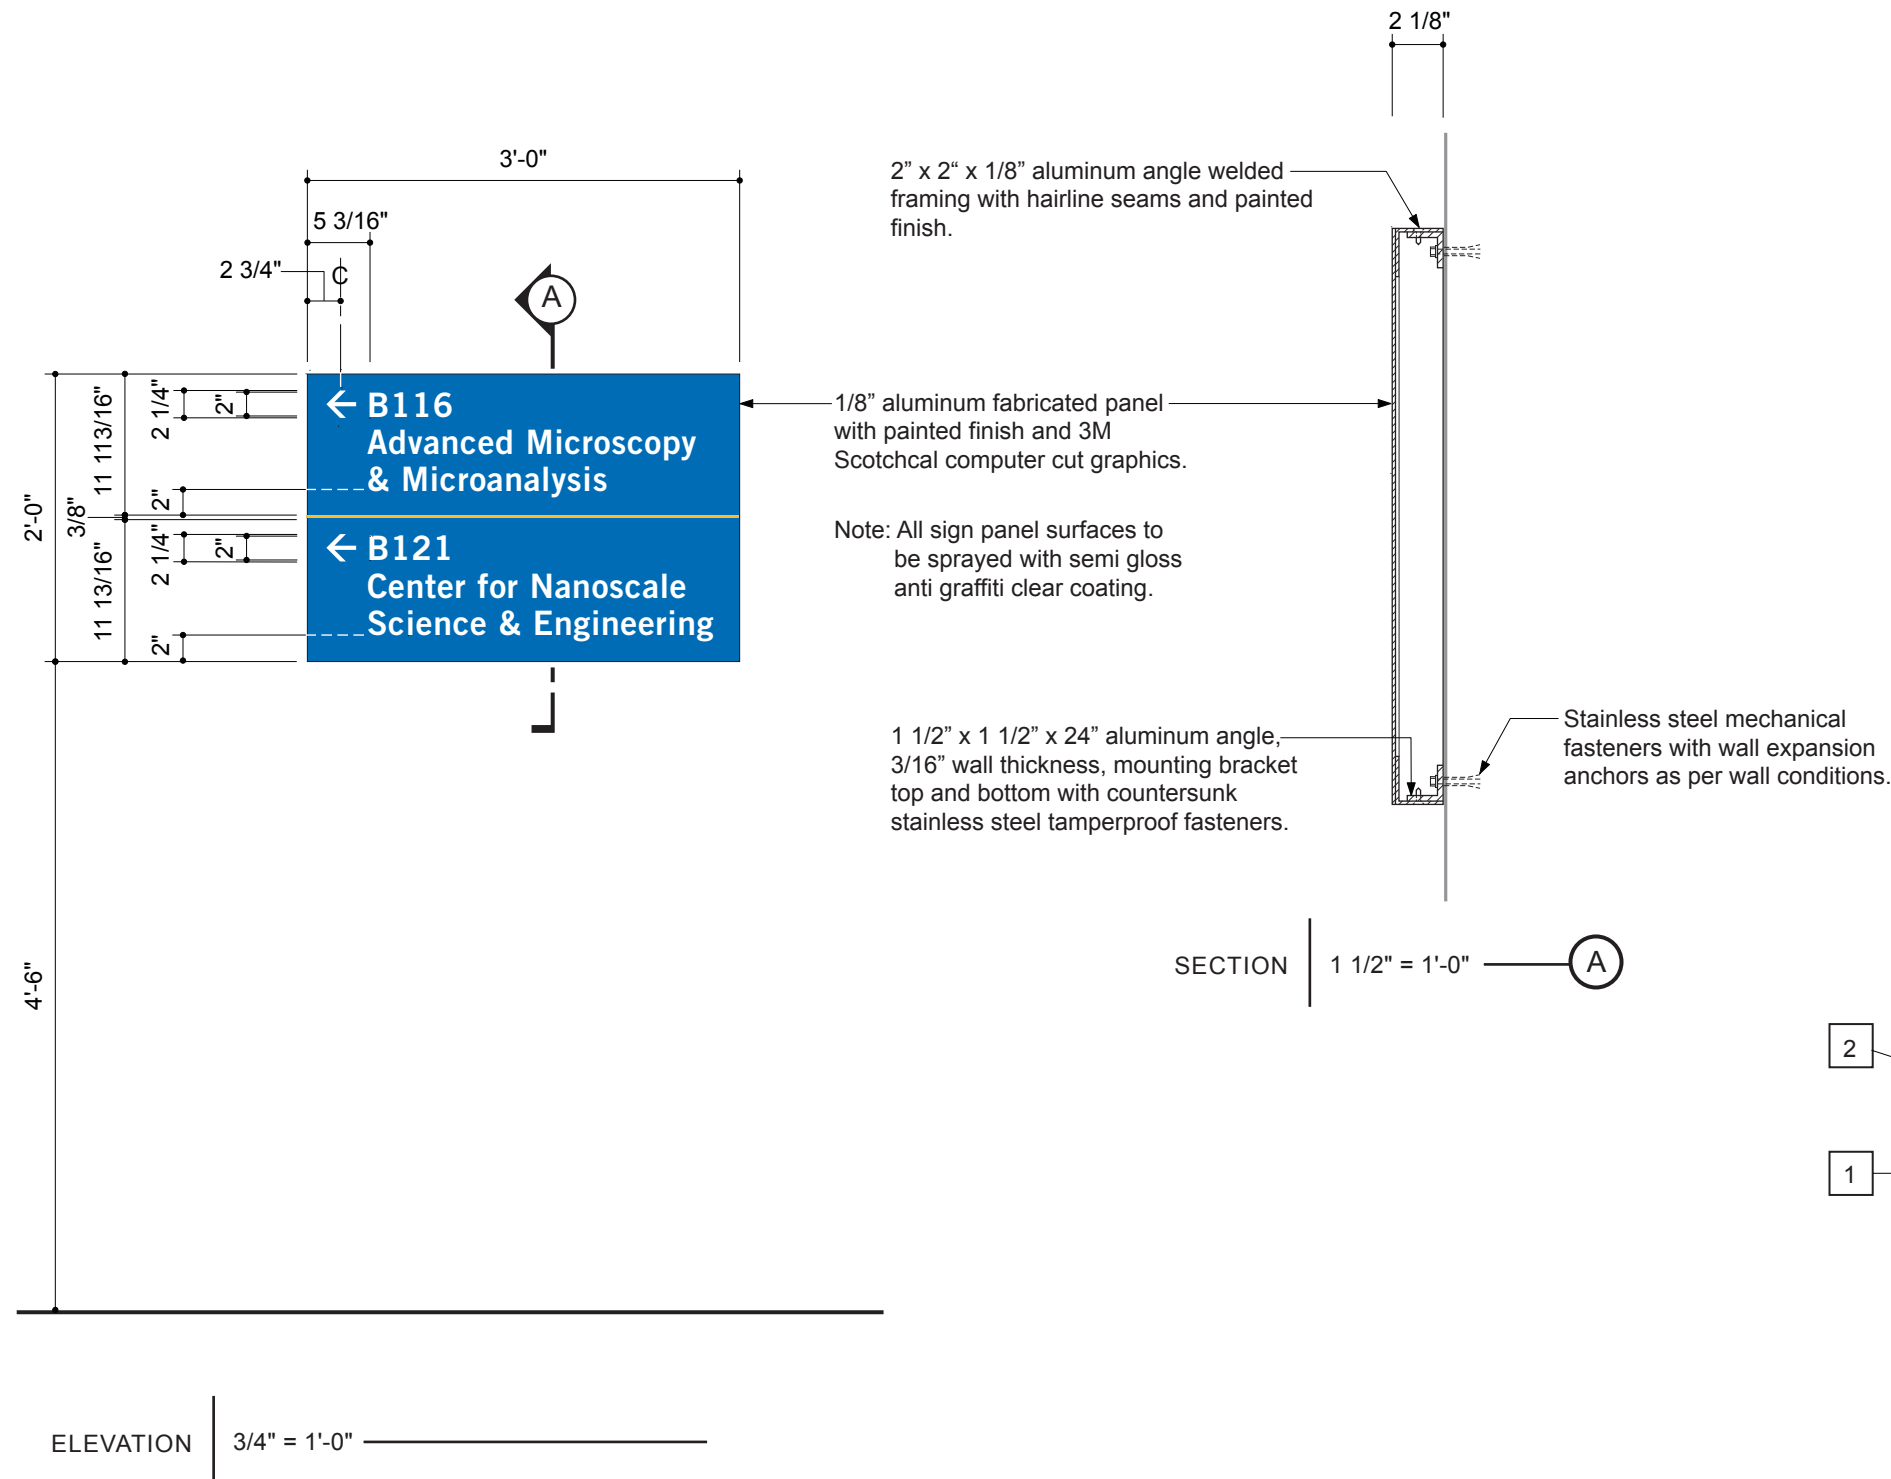 2 1/8"
3'-0"
5 3/16"
2 3/4"
C
A
2” x 2“ x 1/8” aluminum angle welded
framing with hairline seams and painted
finish.
2'-0"
11 113/16"
3/8"
11 13/16"
2 1/4"
2"
2"
2 1/4"
2"
2"
B116
Advanced Microscopy
& Microanalysis
B121
Center for Nanoscale
Science & Engineering
1/8” aluminum fabricated panel
with painted finish and 3M
Scotchcal computer cut graphics.
Note: All sign panel surfaces to
be sprayed with semi gloss
anti graffiti clear coating.
1 1/2” x 1 1/2” x 24” aluminum angle,
3/16” wall thickness, mounting bracket
top and bottom with countersunk
stainless steel tamperproof fasteners.
Stainless steel mechanical
fasteners with wall expansion
anchors as per wall conditions.
4'-6"
SECTION 1 1/2" = 1'-0" A
2
1
ELEVATION 3/4" = 1'-0"